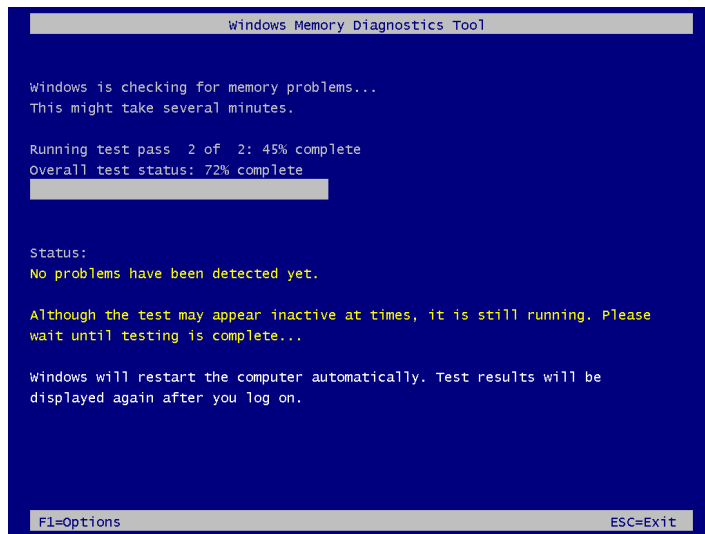 Windows Memory Diagnostics Tool
Windows is checking for memory problems...
This might take several minutes.
Running test pass  2 of  2: 45% complete
Overall test status: 72% complete
Status:
No problems have been detected yet.
Although the test may appear inactive at times, it is still running. Please
wait until testing is complete...
Windows will restart the computer automatically. Test results will be
displayed again after you log on.
F1=Options ESC=Exit